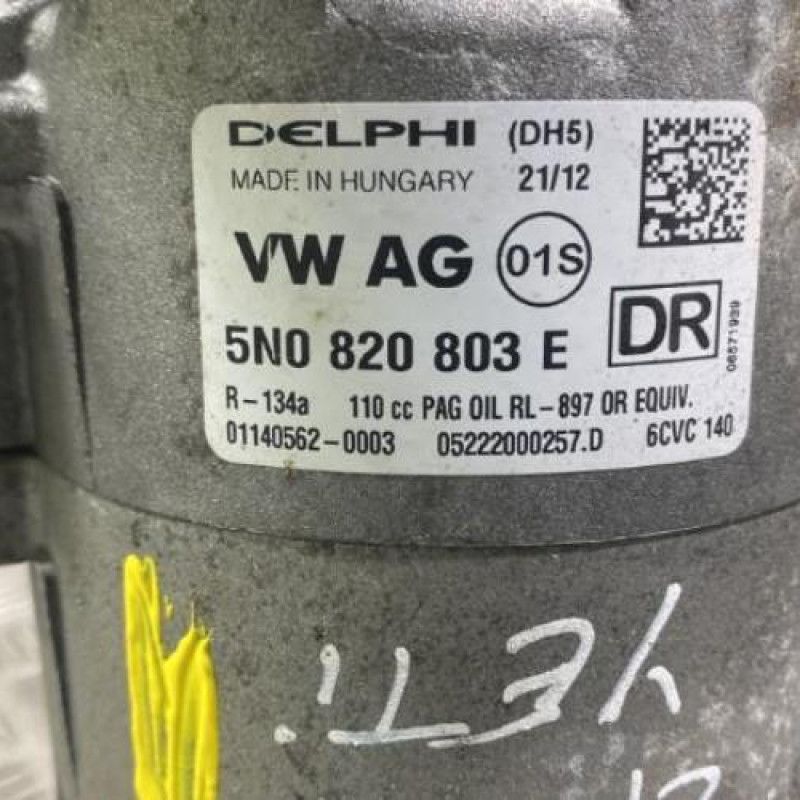 DELPHI (DH5)
MADE IN HUNGARY 21/12
VW AG 01S
5N0 820 803 E DR
06571939
R-134a 110 cc PAG OIL RL-897 OR EQUIV.
01140562-0003 05222000257.D 6CVC 140